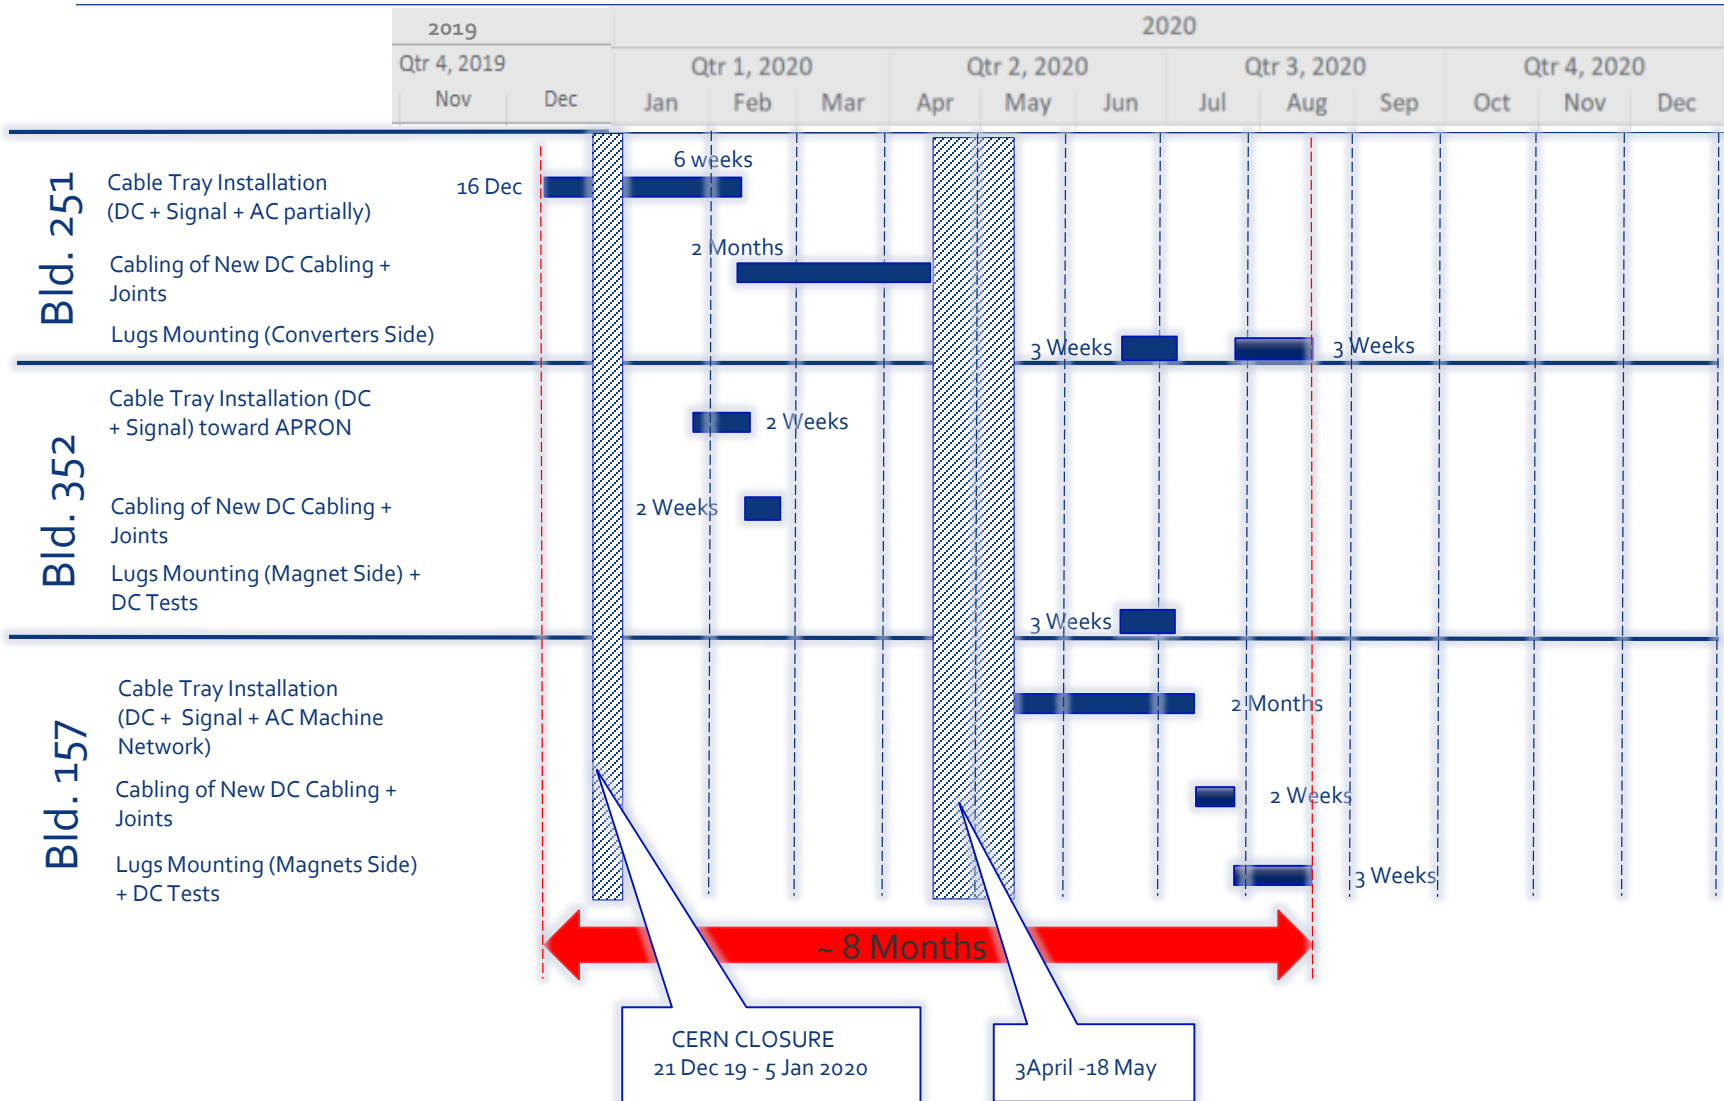 2019
2020
Qtr 4, 2019
Qtr 1, 2020
Qtr 2, 2020
Qtr 3, 2020
Qtr 4, 2020
Nov
Dec
Jan
Feb
Mar
Apr
May
Jun
Jul
Aug
Sep
Oct
Nov
Dec
Bld. 251
Cable Tray Installation
(DC + Signal + AC partially)
16 Dec
6 weeks
Cabling of New DC Cabling +
Joints
2 Months
Lugs Mounting (Converters Side)
3 Weeks
3 Weeks
Bld. 352
Cable Tray Installation (DC
+ Signal) toward APRON
2 Weeks
Cabling of New DC Cabling +
Joints
2 Weeks
Lugs Mounting (Magnet Side) +
DC Tests
3 Weeks
Bld. 157
Cable Tray Installation
(DC + Signal + AC Machine
Network)
2 Months
Cabling of New DC Cabling +
Joints
2 Weeks
Lugs Mounting (Magnets Side)
+ DC Tests
3 Weeks
~ 8 Months
CERN CLOSURE
21 Dec 19 - 5 Jan 2020
3April -18 May